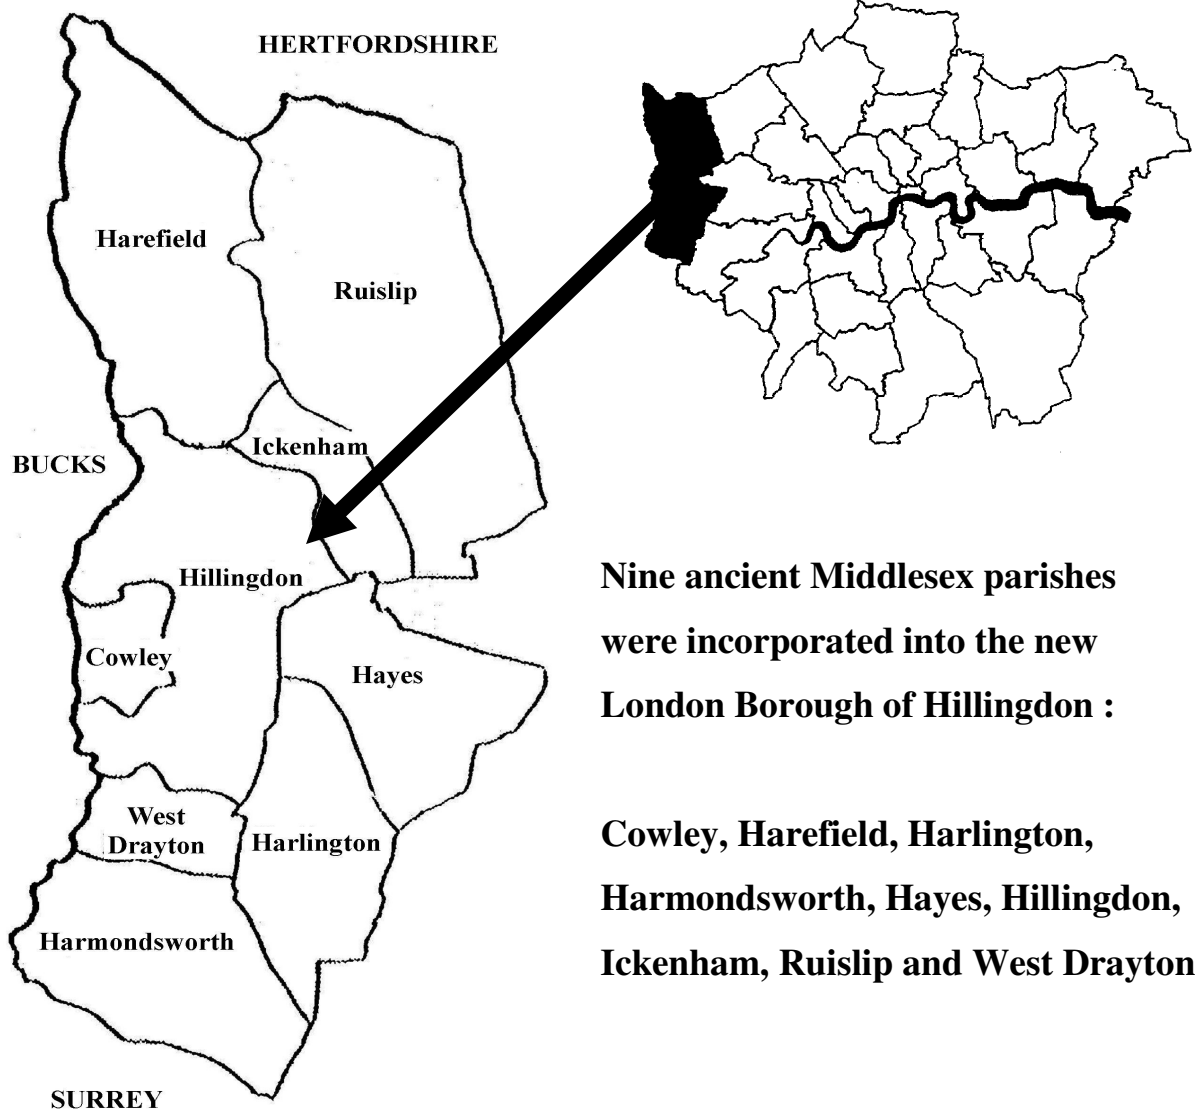 HERTFORDSHIRE
Harefield
Ruislip
Ickenham
BUCKS
Hillingdon
Cowley
Hayes
West
Drayton
Harlington
Harmondsworth
SURREY
Nine ancient Middlesex parishes
were incorporated into the new
London Borough of Hillingdon :
Cowley, Harefield, Harlington,
Harmondsworth, Hayes, Hillingdon,
Ickenham, Ruislip and West Drayton